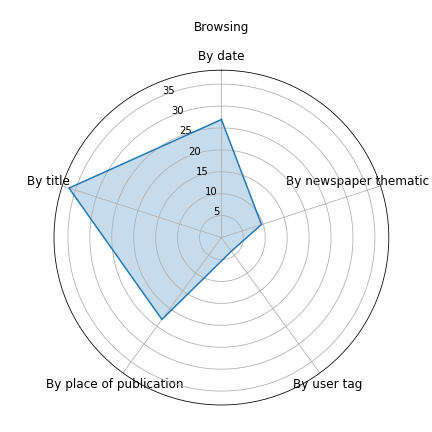 Browsing
By date
35
30
25
20
15
10
5
By title
By newspaper thematic
By place of publication
By user tag